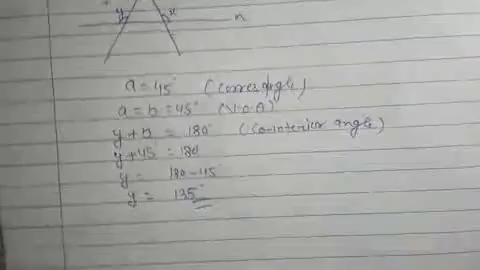 y x n
a = 45° (Corres angle)
a = b = 45° (V.O.A)
y + b = 180° (Co-interior angle)
y + 45 = 180
y = 180 - 45°
y = 135°